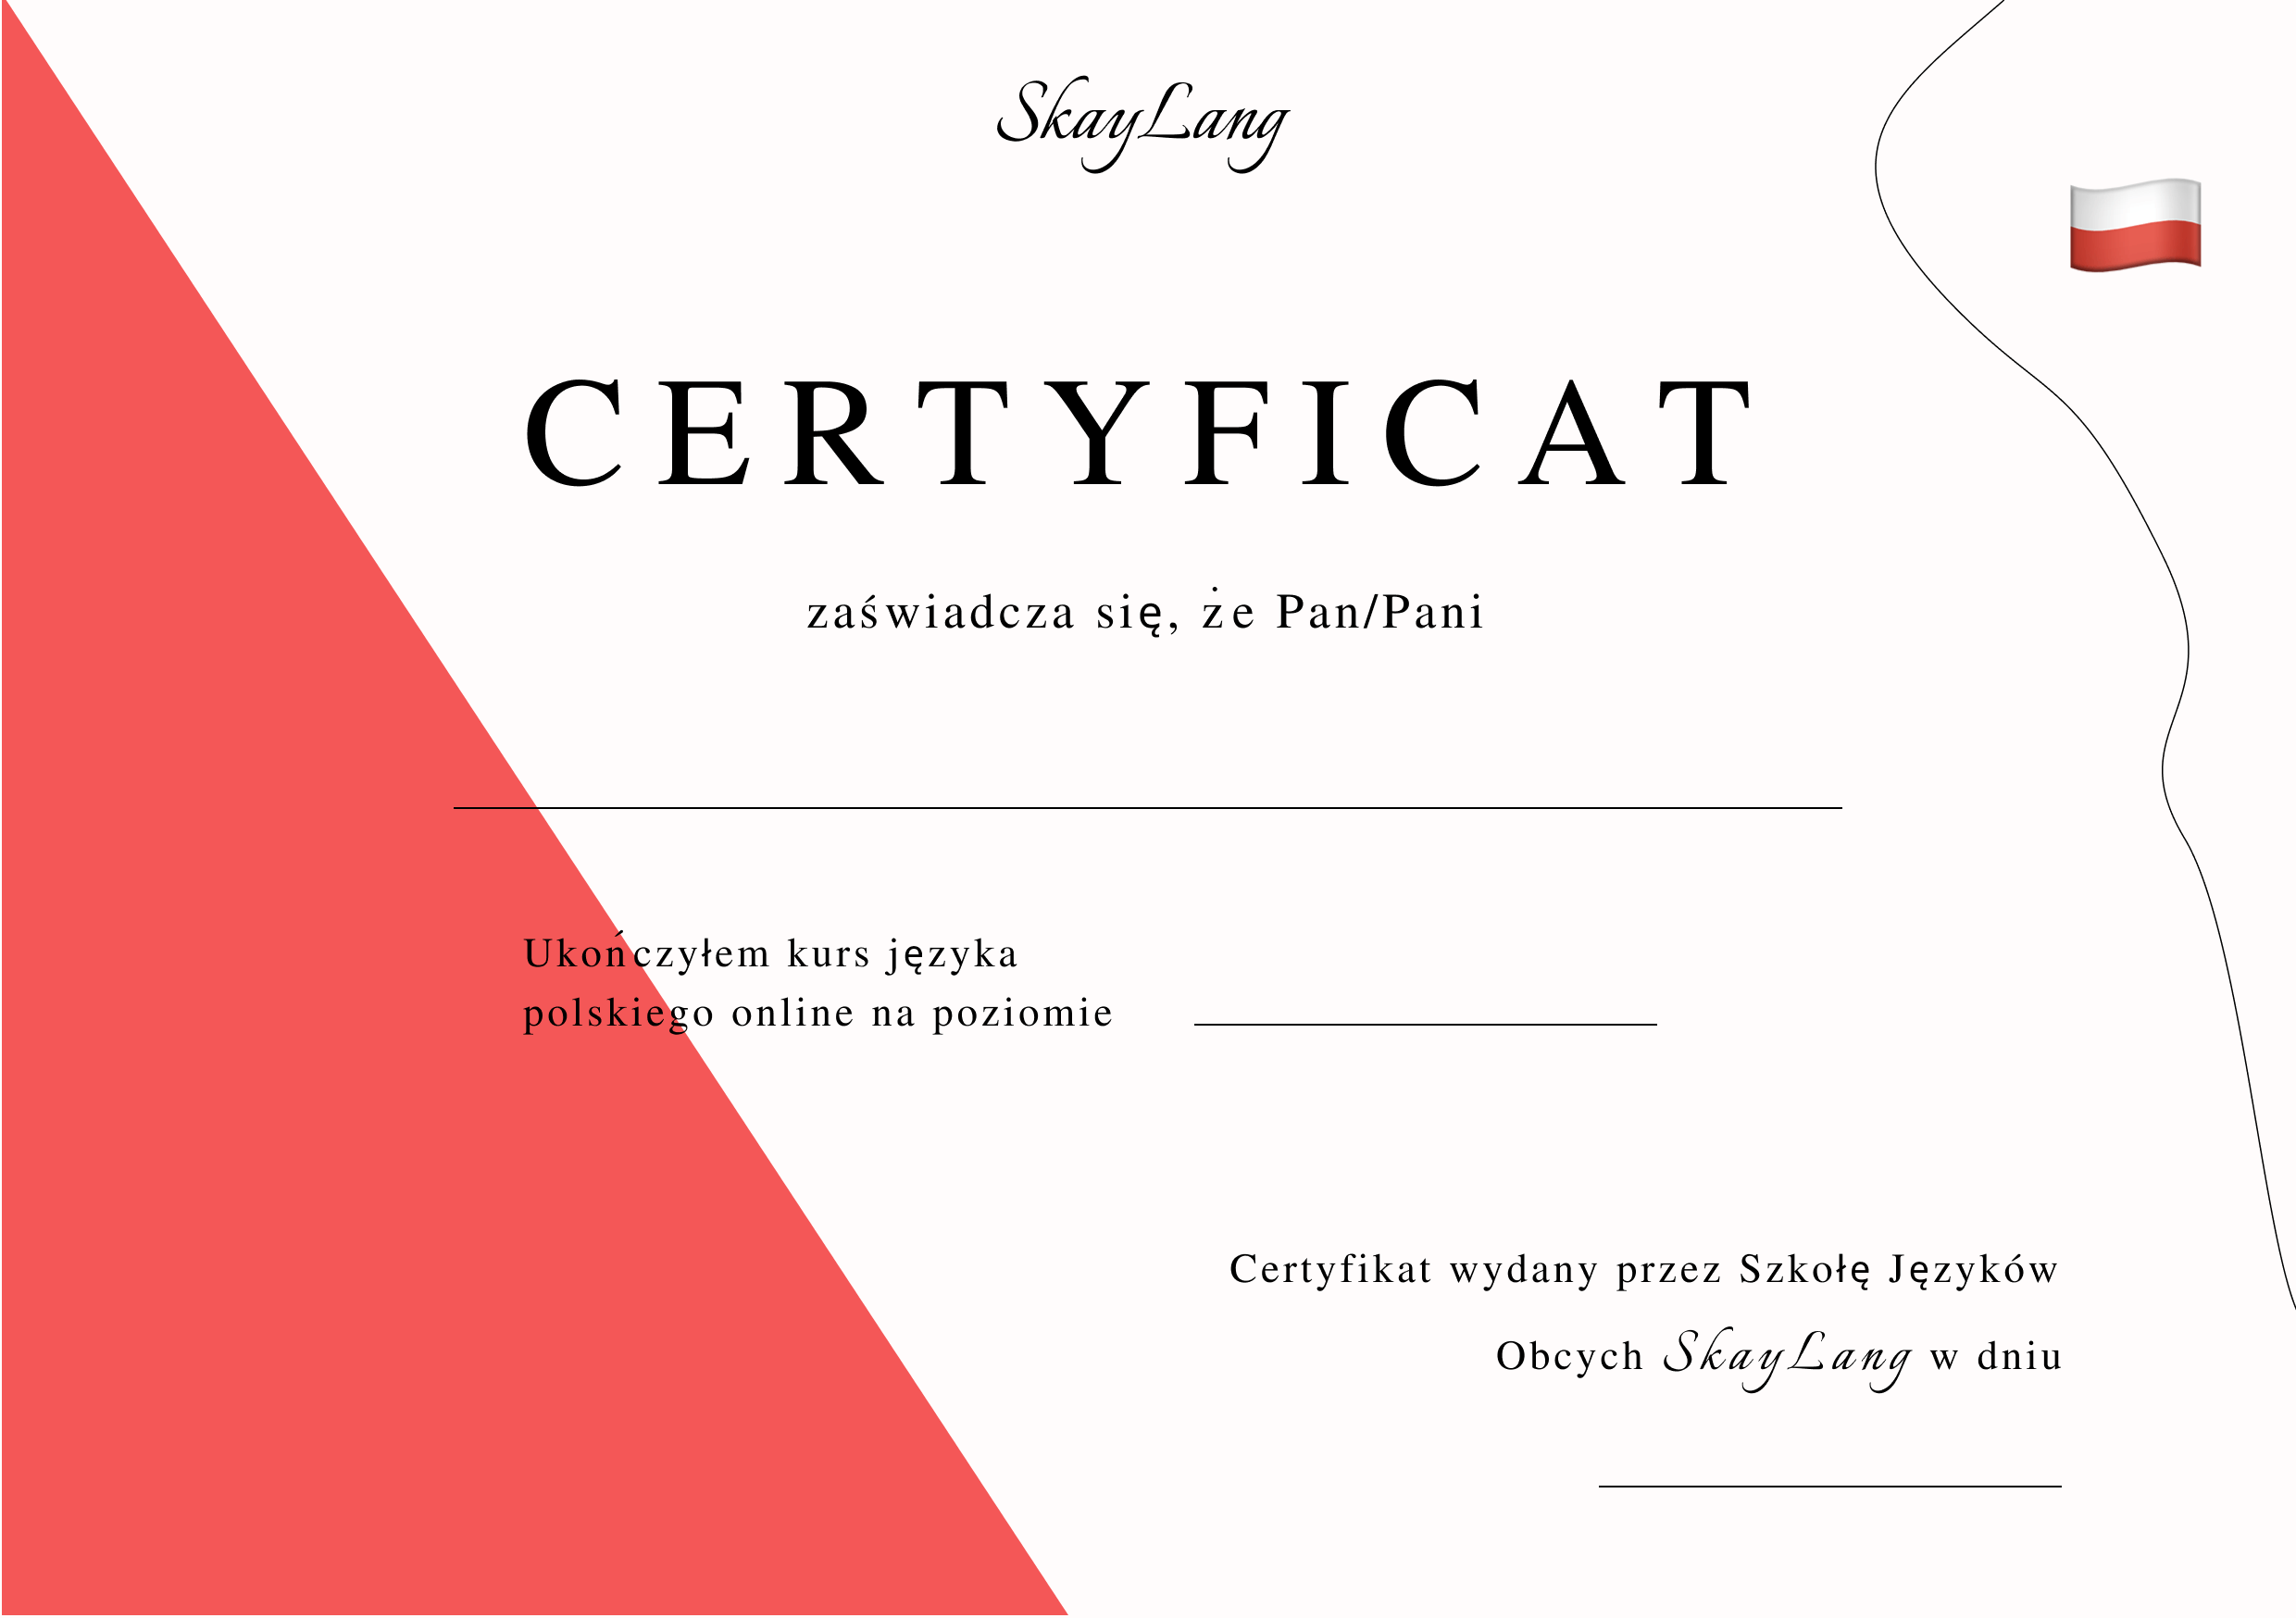 SkayLang
CERTYFICAT
zaświadcza się, że Pan/Pani
Ukończyłem kurs języka
polskiego online na poziomie
Certyfikat wydany przez Szkołę Języków
Obcych SkayLang w dniu